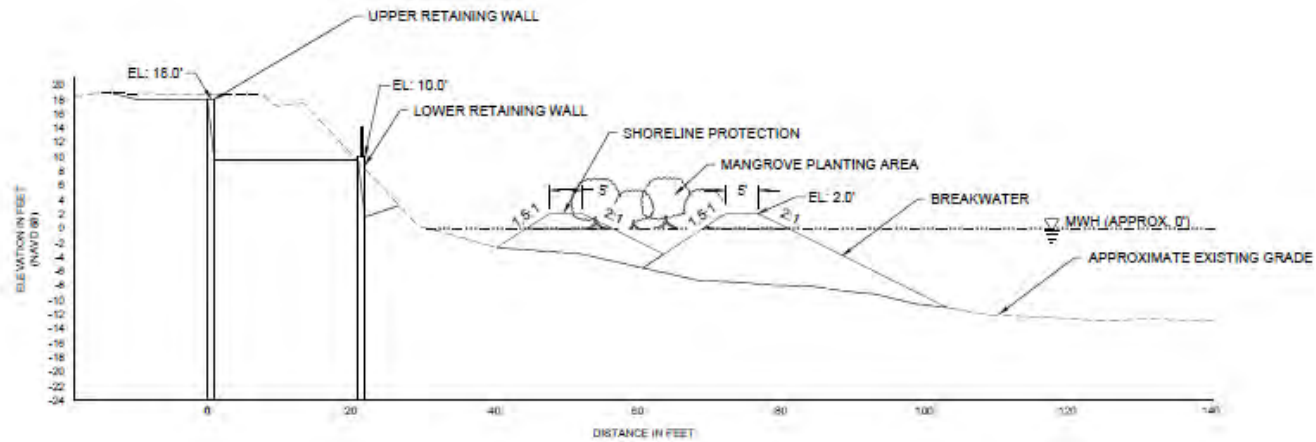 UPPER RETAINING WALL
EL: 18.0'
EL: 10.0'
LOWER RETAINING WALL
SHORELINE PROTECTION
MANGROVE PLANTING AREA
5'
5'
EL: 2.0'
BREAKWATER
1.5:1
2:1
1.5:1
2:1
MWH (APPROX. 0')
APPROXIMATE EXISTING GRADE
ELEVATION IN FEET
(NAVD 88)
20
18
16
14
12
10
8
6
4
2
0
-2
-4
-6
-8
-10
-12
-14
-16
-18
-20
-22
-24
0 20 40 60 80 100 120 140
DISTANCE IN FEET